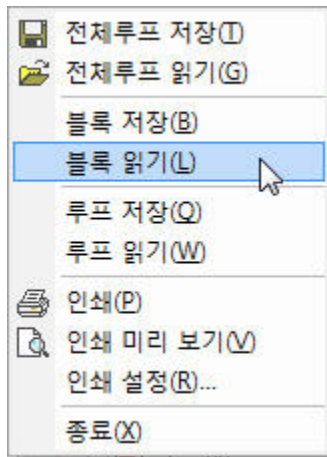 전체루프 저장(T)
전체루프 읽기(G)
블록 저장(B)
블록 읽기(L)
루프 저장(Q)
루프 읽기(W)
인쇄(P)
인쇄 미리 보기(V)
인쇄 설정(R)...
종료(X)